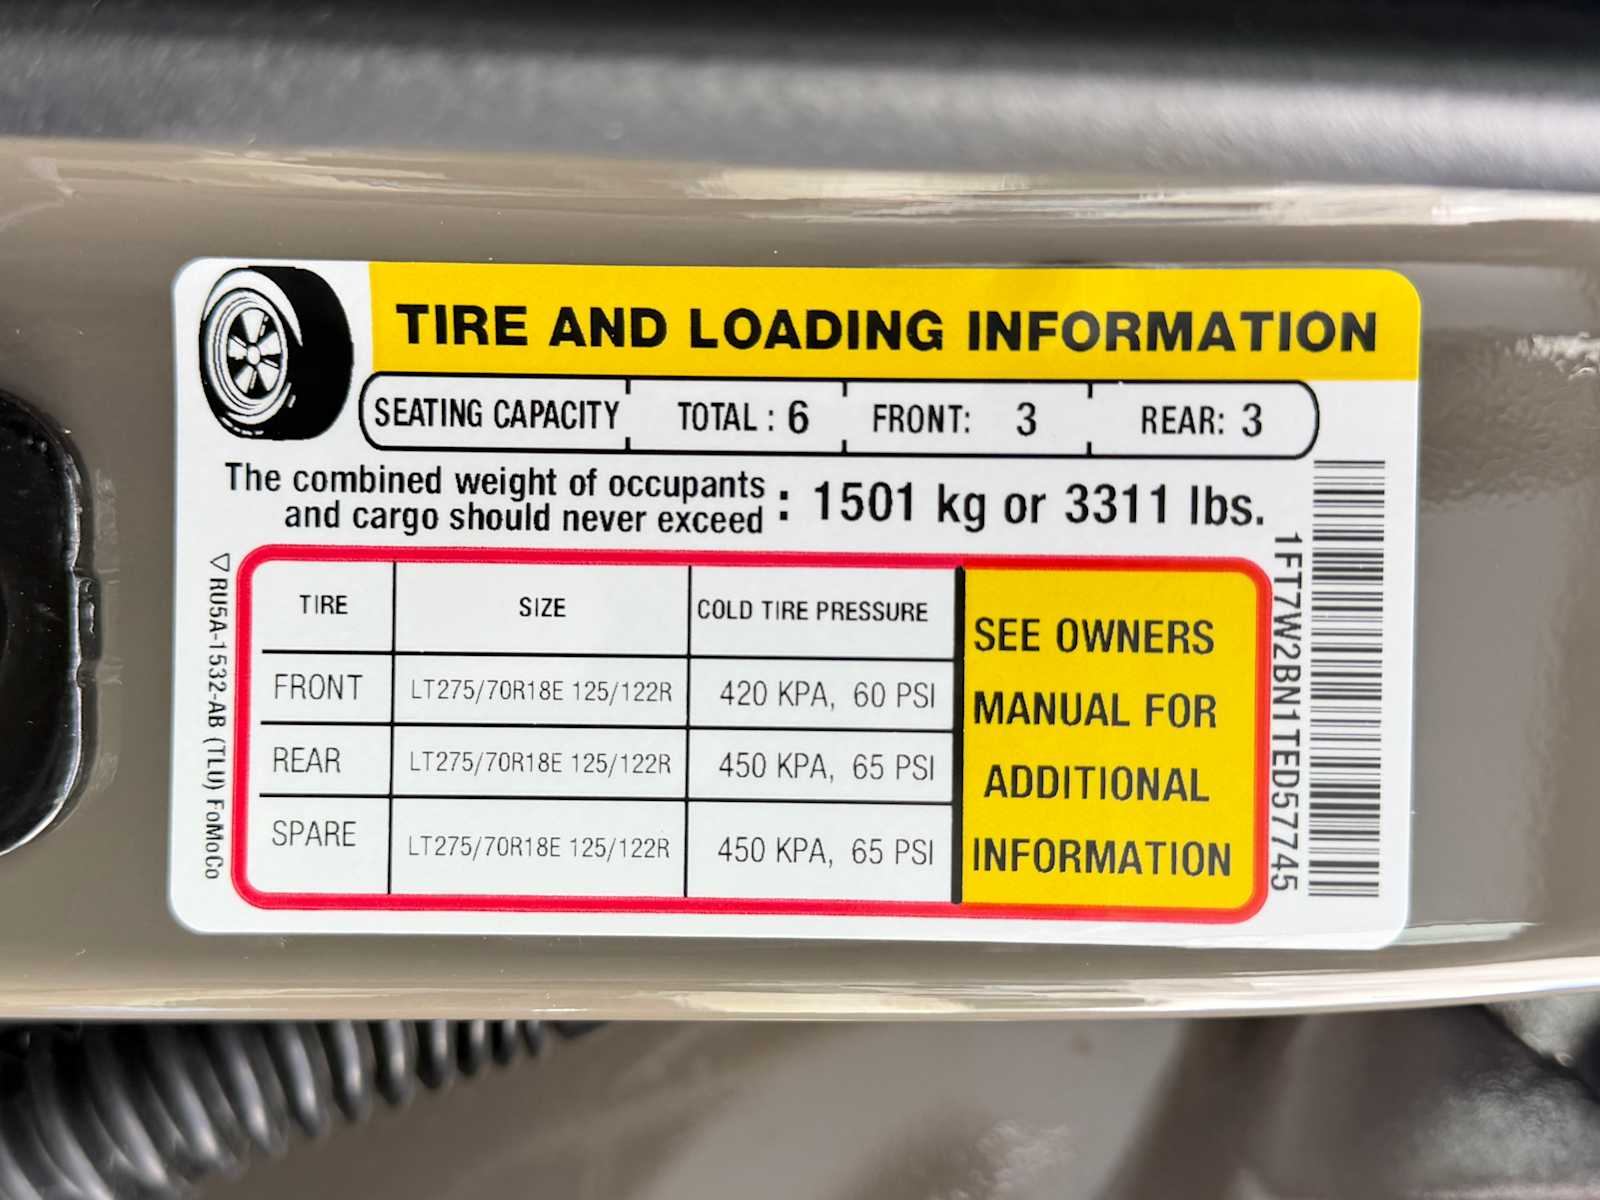 TIRE AND LOADING INFORMATION
SEATING CAPACITY TOTAL : 6 FRONT: 3 REAR: 3
The combined weight of occupants
and cargo should never exceed : 1501 kg or 3311 lbs.
TIRE SIZE COLD TIRE PRESSURE
FRONT LT275/70R18E 125/122R 420 KPA, 60 PSI
REAR LT275/70R18E 125/122R 450 KPA, 65 PSI
SPARE LT275/70R18E 125/122R 450 KPA, 65 PSI
SEE OWNERS
MANUAL FOR
ADDITIONAL
INFORMATION
RU5A-1532-AB (TLU) FoMoCo
1FT7W2BN1TED57745